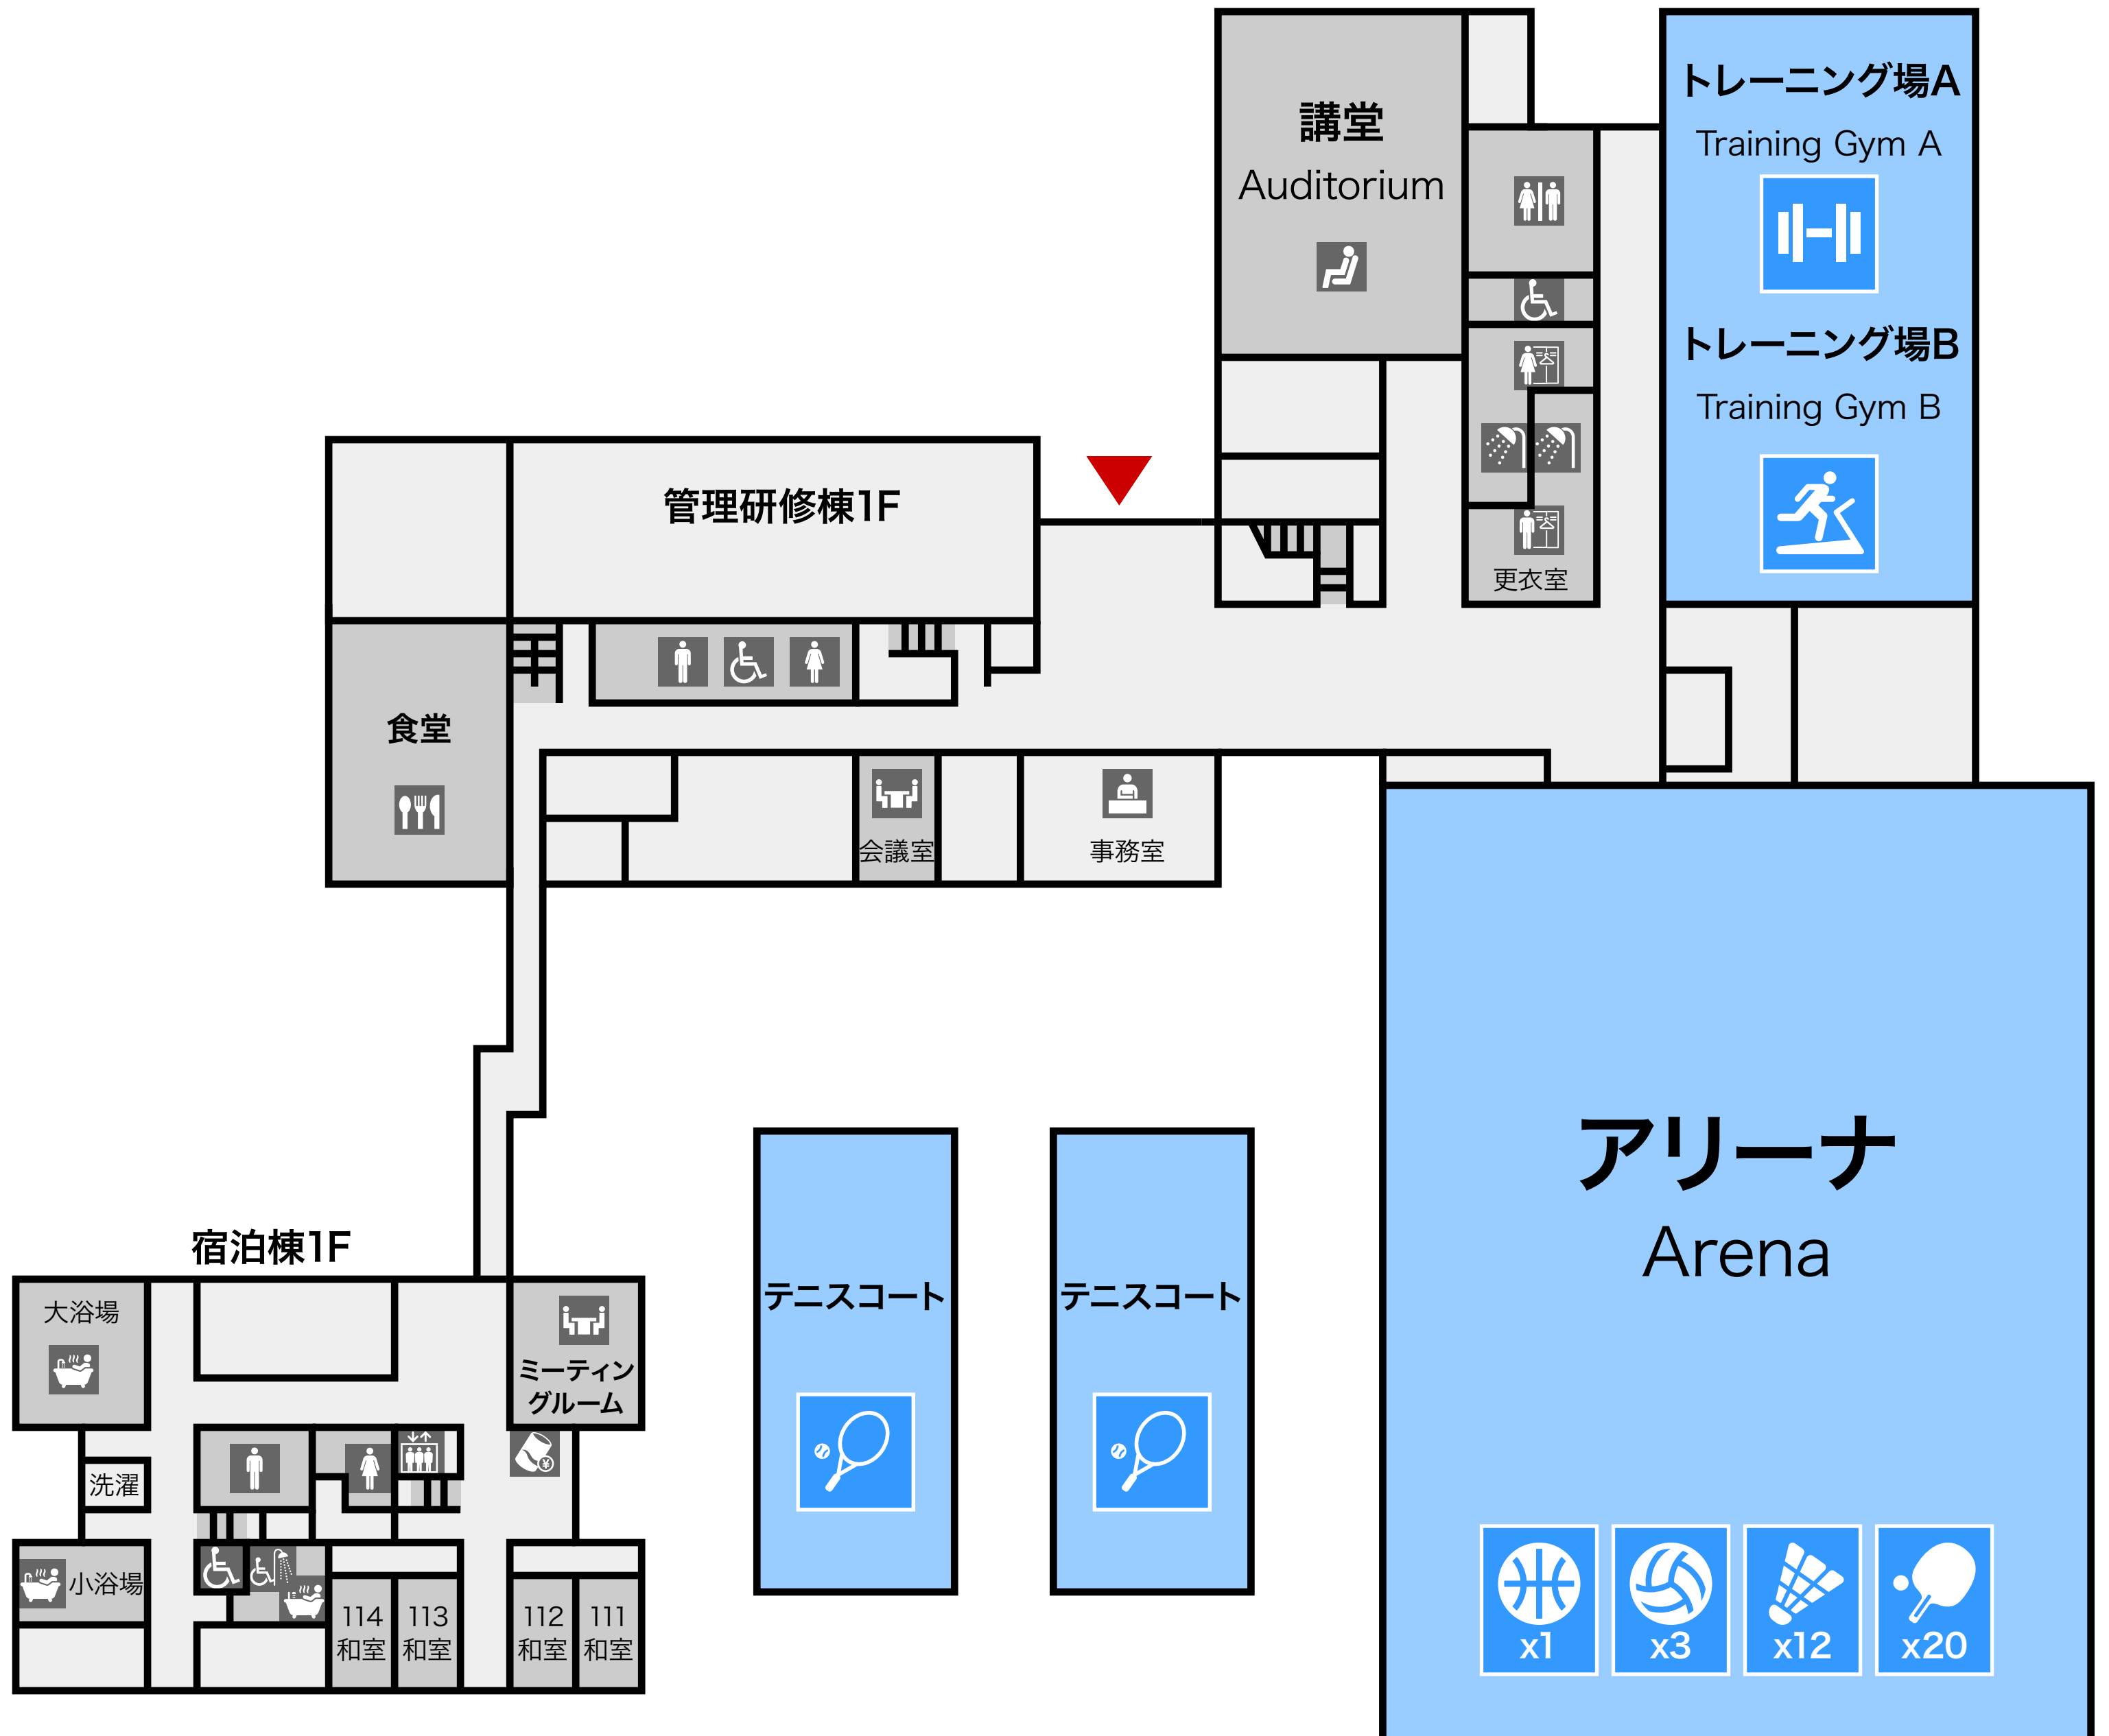 講堂
Auditorium
トレーニング場A
Training Gym A
トレーニング場B
Training Gym B
管理研修棟1F
更衣室
食堂
会議室
事務室
アリーナ
Arena
x1
x3
x12
x20
テニスコート
テニスコート
宿泊棟1F
大浴場
ミーティン
グルーム
¥
洗濯
小浴場
114
和室
113
和室
112
和室
111
和室